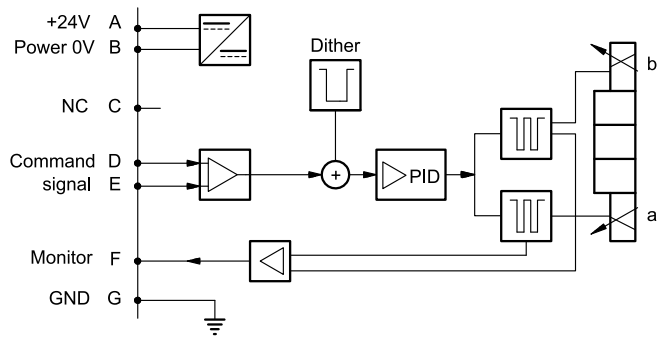 +24V A
Power 0V B
Dither
b
NC C
Command D
signal E
+
PID
a
Monitor F
GND G